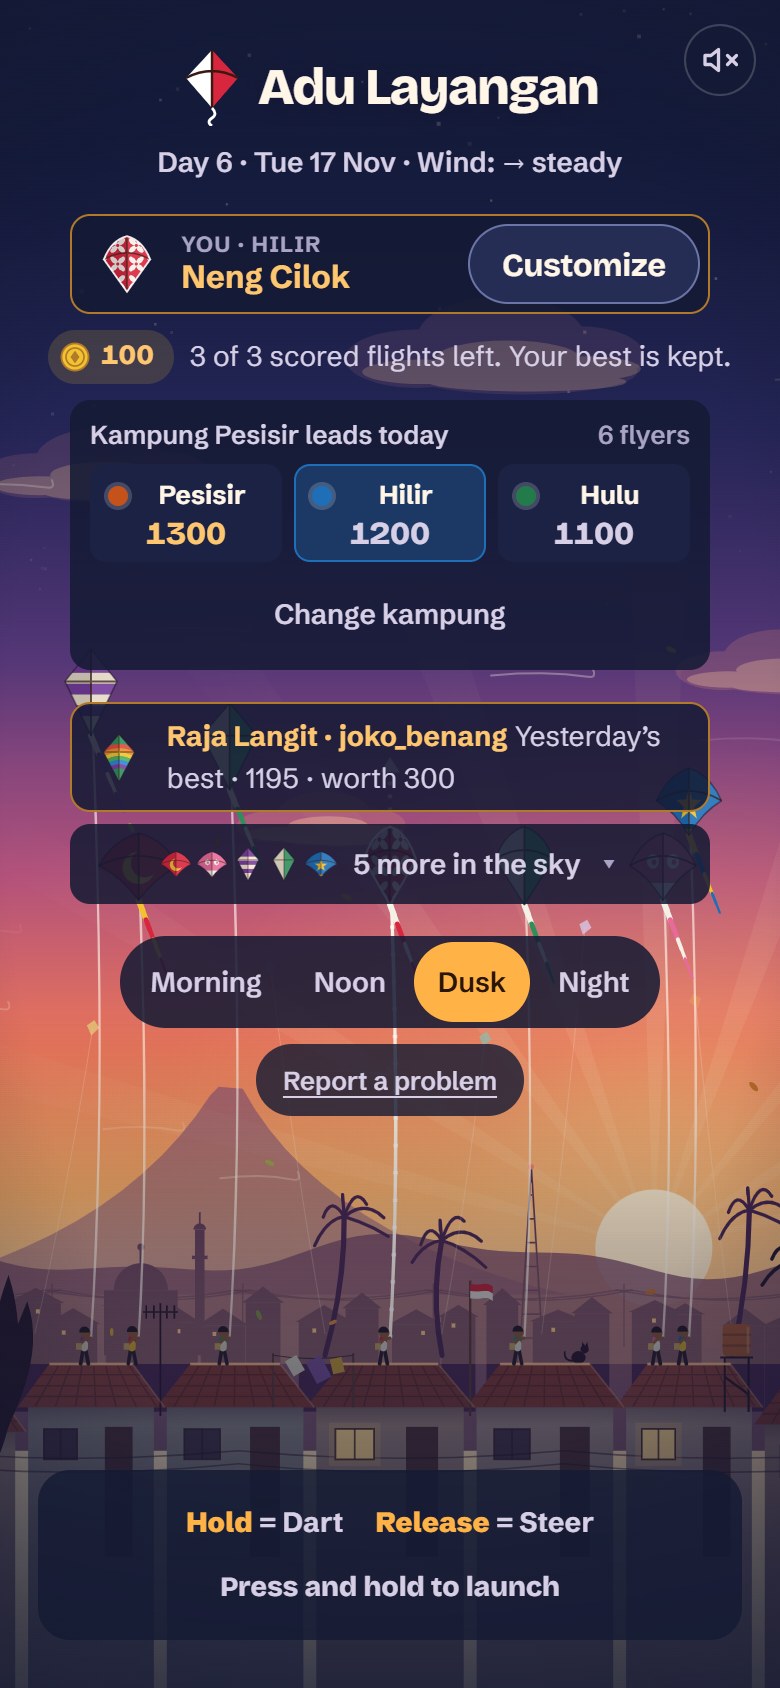 Adu Layangan
Day 6 · Tue 17 Nov · Wind: → steady
YOU · HILIR
Neng Cilok
Customize
100
3 of 3 scored flights left. Your best is kept.
Kampung Pesisir leads today
6 flyers
Pesisir
1300
Hilir
1200
Hulu
1100
Change kampung
Raja Langit · joko_benang Yesterday’s
best · 1195 · worth 300
5 more in the sky
Morning
Noon
Dusk
Night
Report a problem
Hold = Dart
Release = Steer
Press and hold to launch